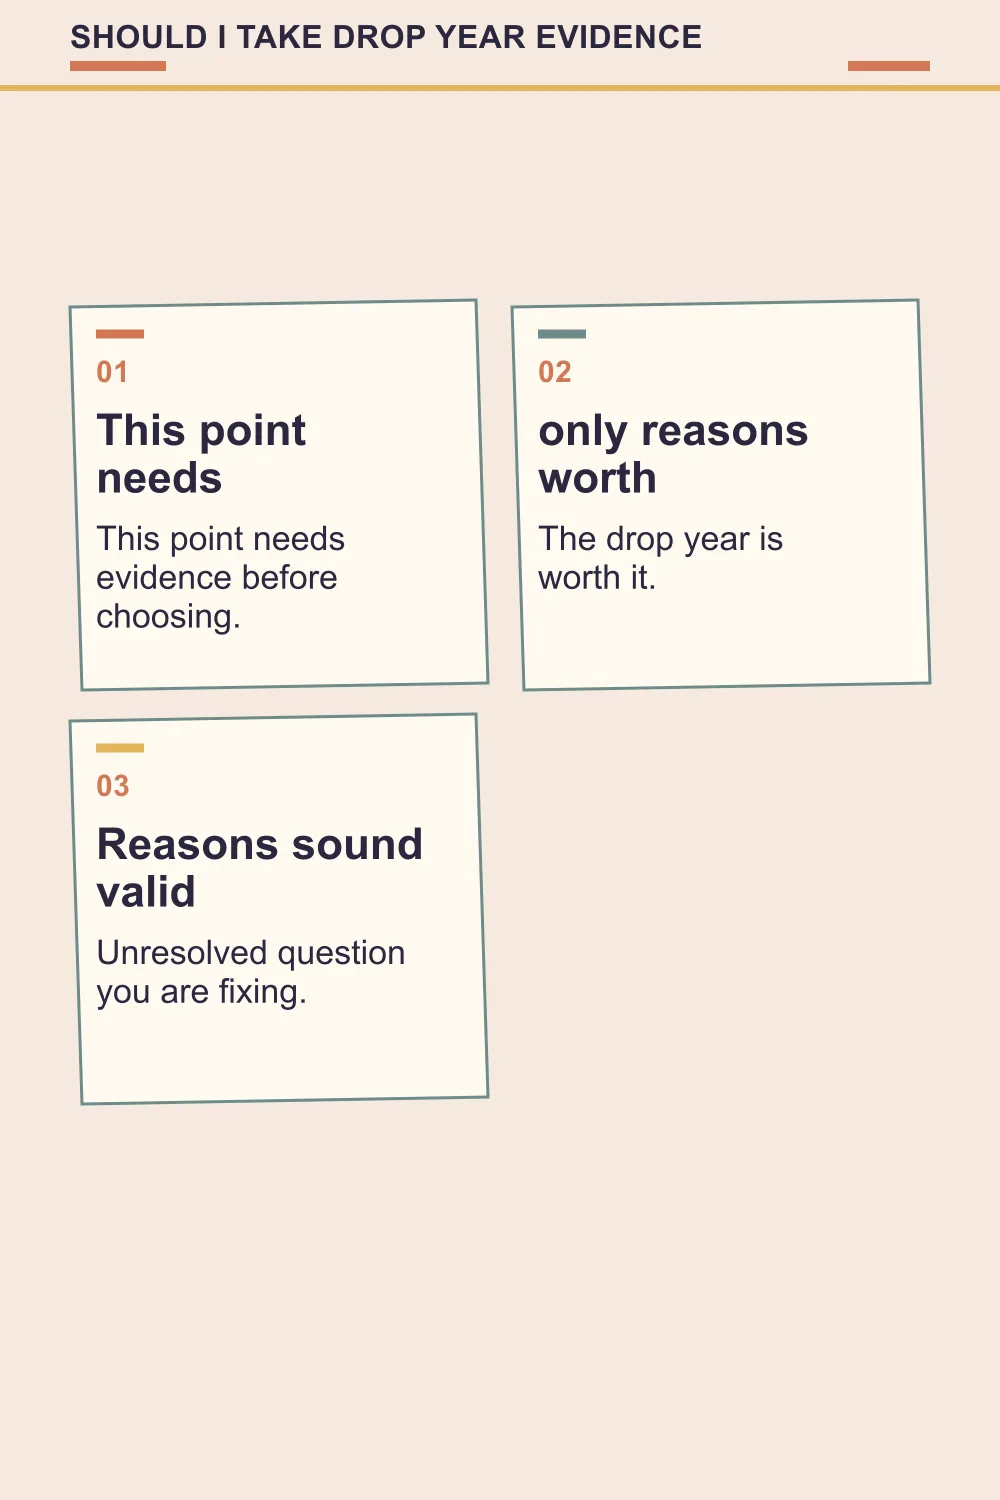 SHOULD I TAKE DROP YEAR EVIDENCE
01
This point
needs
This point needs
evidence before
choosing.
02
only reasons
worth
The drop year is
worth it.
03
Reasons sound
valid
Unresolved question
you are fixing.